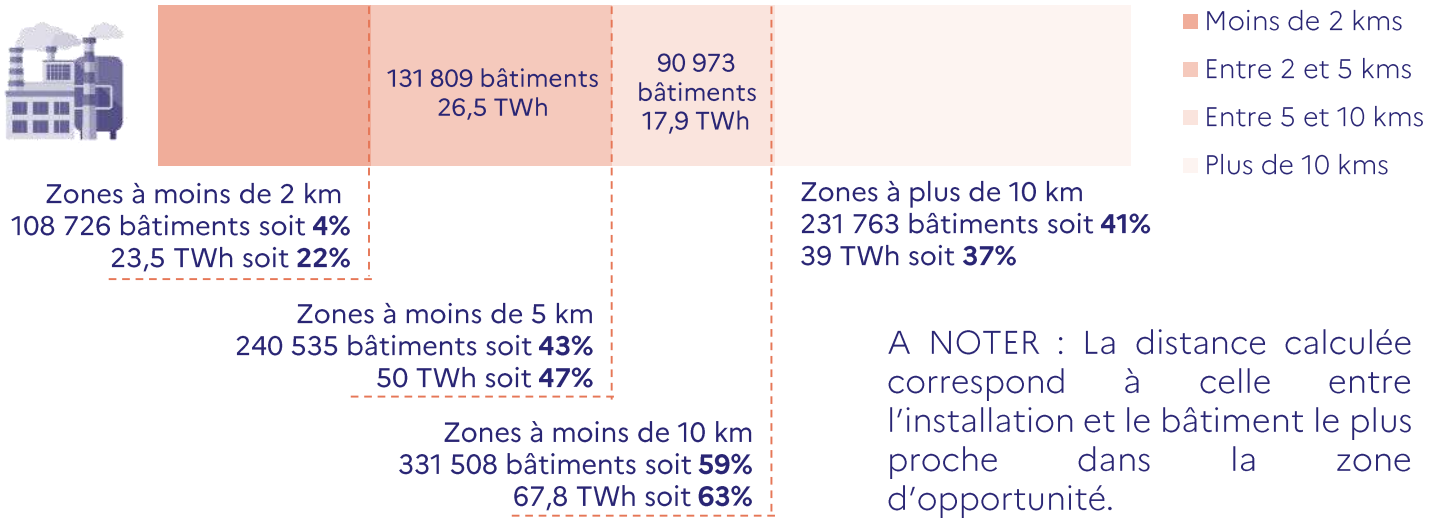 131 809 bâtiments
26,5 TWh
90 973
bâtiments
17,9 TWh
Moins de 2 kms
Entre 2 et 5 kms
Entre 5 et 10 kms
Plus de 10 kms
Zones à moins de 2 km
108 726 bâtiments soit 4%
23,5 TWh soit 22%
Zones à plus de 10 km
231 763 bâtiments soit 41%
39 TWh soit 37%
Zones à moins de 5 km
240 535 bâtiments soit 43%
50 TWh soit 47%
Zones à moins de 10 km
331 508 bâtiments soit 59%
67,8 TWh soit 63%
A NOTER : La distance calculée
correspond à celle entre
l'installation et le bâtiment le plus
proche dans la zone
d'opportunité.